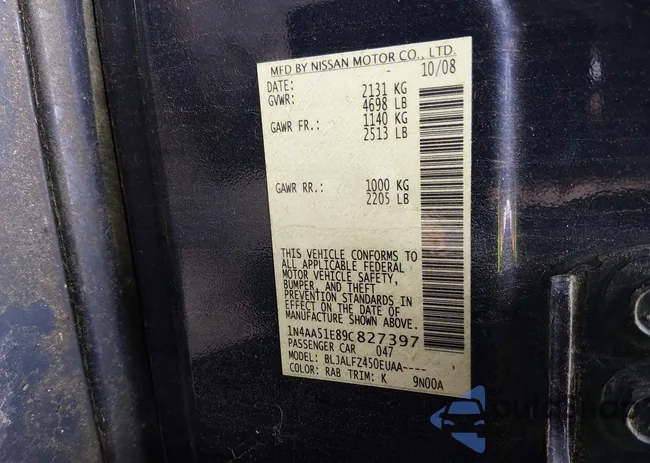 MFD BY NISSAN MOTOR CO., LTD.
DATE: 10/08
GVWR: 2131 KG
4698 LB
GAWR FR.: 1140 KG
2513 LB
GAWR RR.: 1000 KG
2205 LB
THIS VEHICLE CONFORMS TO
ALL APPLICABLE FEDERAL
MOTOR VEHICLE SAFETY,
BUMPER, AND THEFT
PREVENTION STANDARDS IN
EFFECT ON THE DATE OF
MANUFACTURE SHOWN ABOVE.
1N4AA51E89C827397
PASSENGER CAR 047
MODEL: BLJALFZ450EUAA----
COLOR: RAB TRIM: K 9N00A